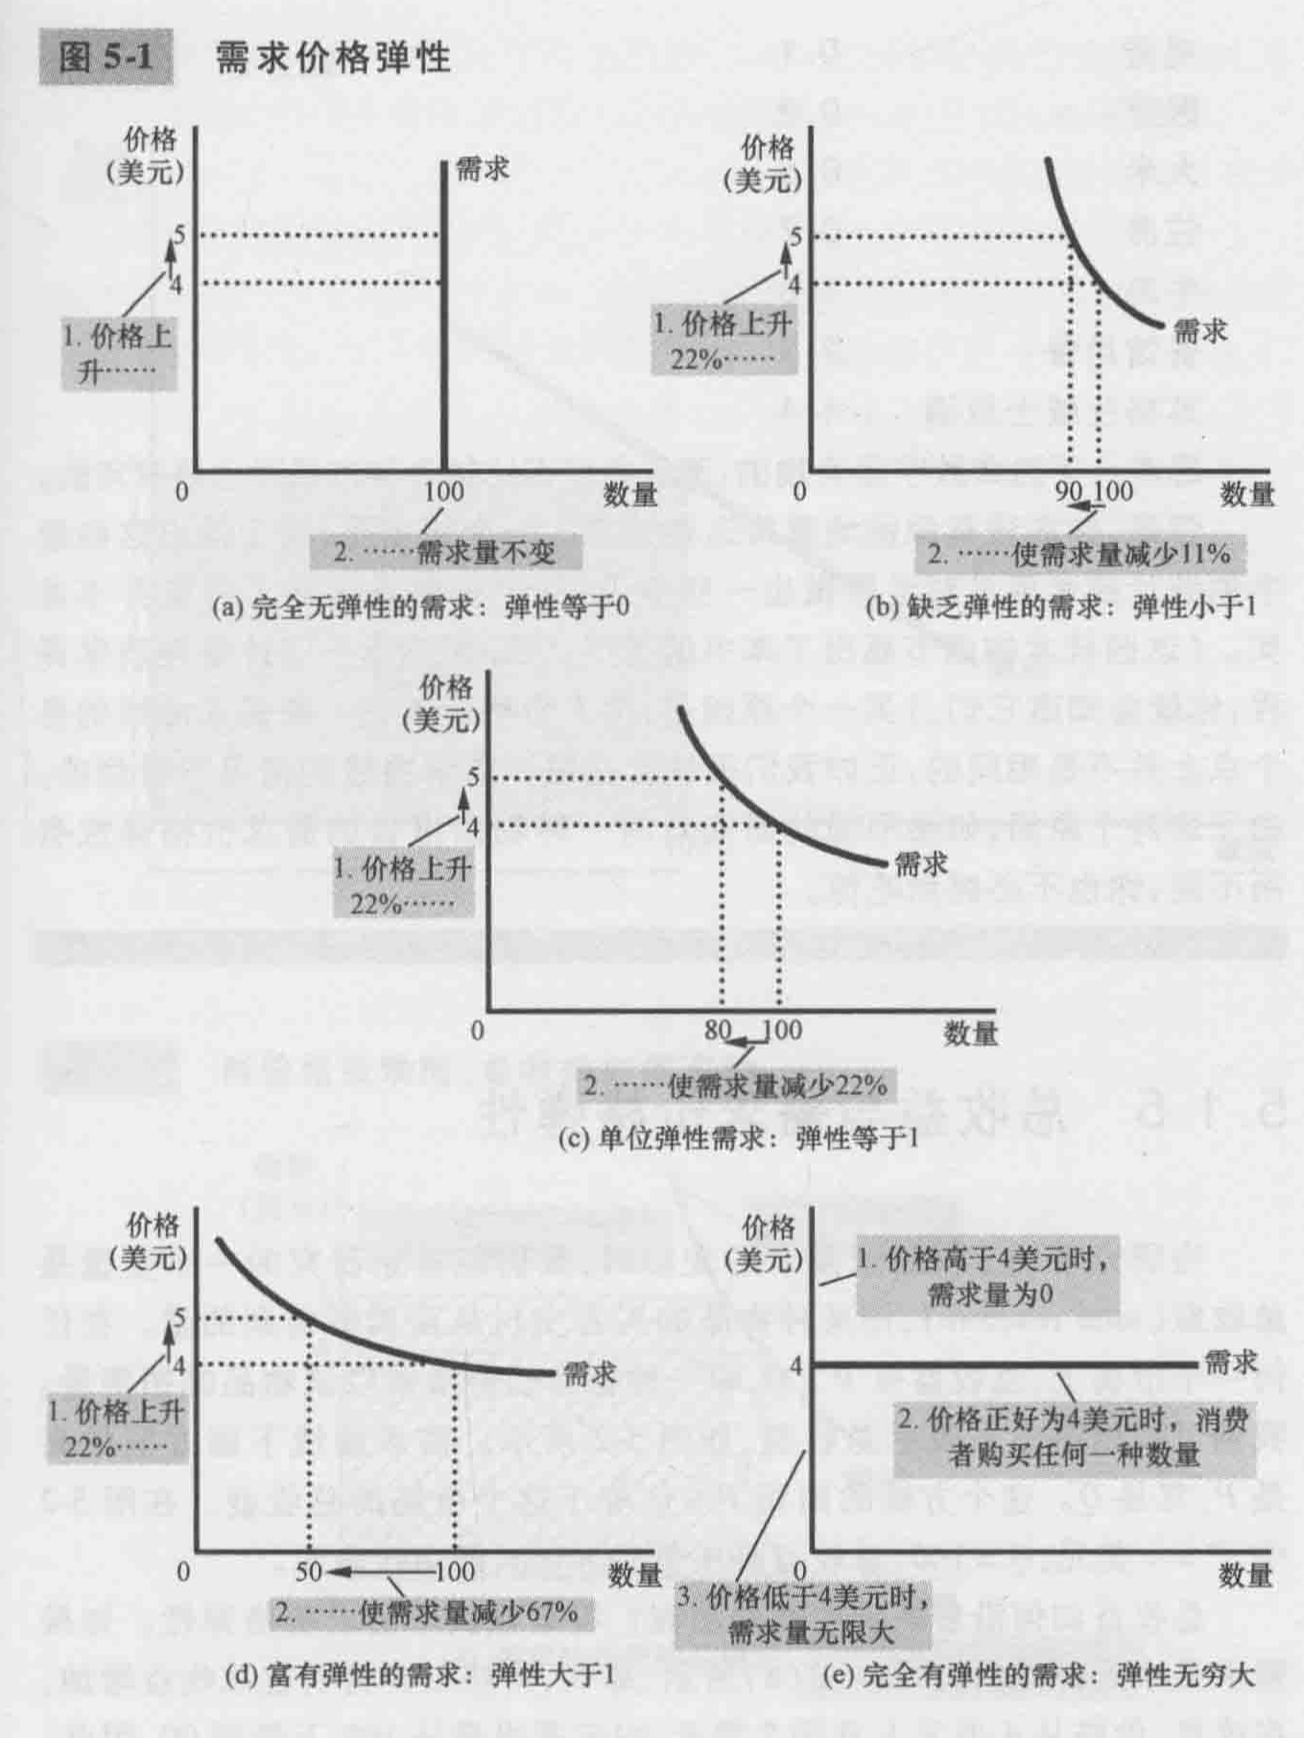 图 5-1 需求价格弹性
价格
(美元)
需求
5
4
1. 价格上
升……
0
100
数量
2. ……需求量不变
(a) 完全无弹性的需求：弹性等于0
价格
(美元)
5
4
1. 价格上升
22%……
需求
0
90
100
数量
2. ……使需求量减少11%
(b) 缺乏弹性的需求：弹性小于1
价格
(美元)
5
4
1. 价格上升
22%……
需求
0
80
100
数量
2. ……使需求量减少22%
(c) 单位弹性需求：弹性等于1
价格
(美元)
5
4
1. 价格上升
22%……
需求
0
50
100
数量
2. ……使需求量减少67%
(d) 富有弹性的需求：弹性大于1
价格
(美元)
1. 价格高于4美元时，
需求量为0
4
需求
2. 价格正好为4美元时，消费
者购买任何一种数量
0
数量
3. 价格低于4美元时，
需求量无限大
(e) 完全有弹性的需求：弹性无穷大